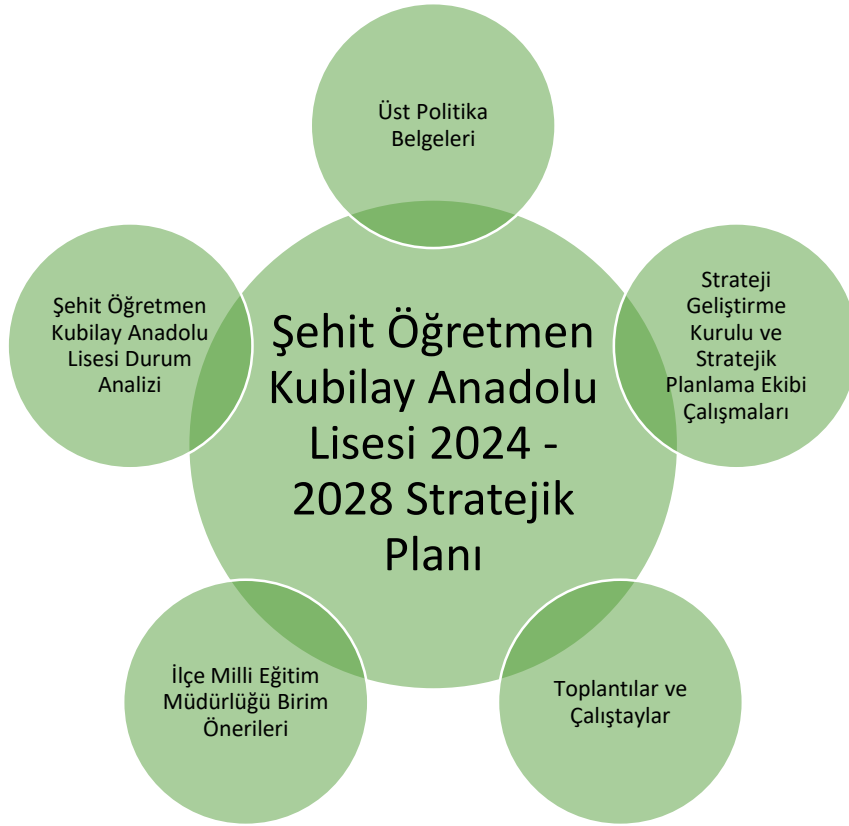 Üst Politika
Belgeleri
Strateji
Geliştirme
Kurulu ve
Stratejik
Planlama Ekibi
Çalışmaları
Toplantılar ve
Çalıştaylar
İlçe Milli Eğitim
Müdürlüğü Birim
Önerileri
Şehit Öğretmen
Kubilay Anadolu
Lisesi Durum
Analizi
Şehit Öğretmen
Kubilay Anadolu
Lisesi 2024 -
2028 Stratejik
Planı